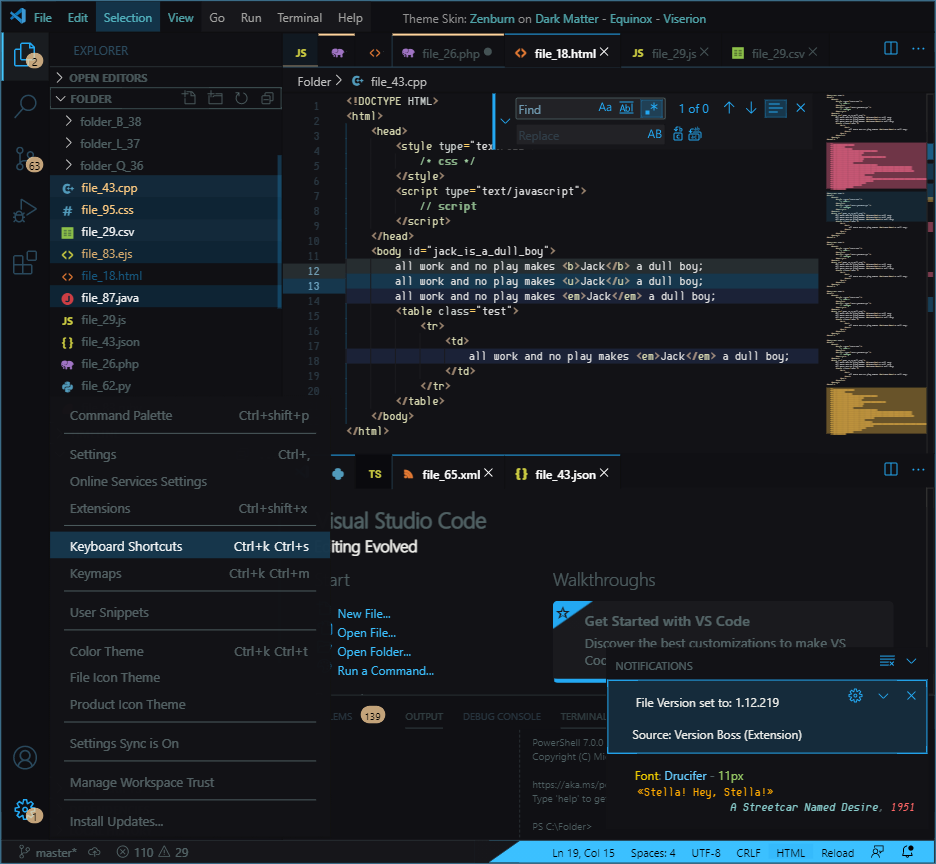 File Edit Selection View Go Run Terminal Help Theme Skin: Zenburn on Dark Matter - Equinox - Viserion
2 EXPLORER JS file_26.php file_18.html JS file_29.js file_29.csv
OPEN EDITORS
FOLDER
folder_B_38
folder_L_37
folder_Q_36
63
file_43.cpp
file_95.css
file_29.csv
file_83.ejs
file_18.html
file_87.java
JS file_29.js
file_43.json
file_26.php
file_62.py
Folder > file_43.cpp
Find Aa Abl .* 1 of 0
Replace AB
1 <!DOCTYPE HTML>
2 <html>
3 <head>
4 <style type="
5 /* css */
6 </style>
7 <script type="text/javascript">
8 // script
9 </script>
10 </head>
11 <body id="jack_is_a_dull_boy">
12 all work and no play makes <b>Jack</b> a dull boy;
13 all work and no play makes <u>Jack</u> a dull boy;
14 all work and no play makes <em>Jack</em> a dull boy;
15 <table class="test">
16 <tr>
17 <td>
18 all work and no play makes <em>Jack</em> a dull boy;
19 </td>
20 </tr>
</table>
</body>
</html>
Command Palette Ctrl+shift+p
Settings Ctrl+,
Online Services Settings
Extensions Ctrl+shift+x
Keyboard Shortcuts Ctrl+k Ctrl+s
Keymaps Ctrl+k Ctrl+m
User Snippets
Color Theme Ctrl+k Ctrl+t
File Icon Theme
Product Icon Theme
Settings Sync is On
Manage Workspace Trust
Install Updates...
1
TS file_65.xml {} file_43.json
isual Studio Code
iting Evolved
art
New File...
Open File...
Open Folder...
Run a Command...
Walkthroughs
Get Started with VS Code
Discover the best customizations to make VS
Coc
NOTIFICATIONS
File Version set to: 1.12.219
Source: Version Boss (Extension)
LEMS 139 OUTPUT DEBUG CONSOLE TERMINAL
PowerShell 7.0.0
Copyright (C) Mi
https://aka.ms/p
Type 'help' to ge
PS C:\Folder>
Font: Drucifer - 11px
«Stella! Hey, Stella!»
A Streetcar Named Desire, 1951
master* 110 29 Ln 19, Col 15 Spaces: 4 UTF-8 CRLF HTML Reload